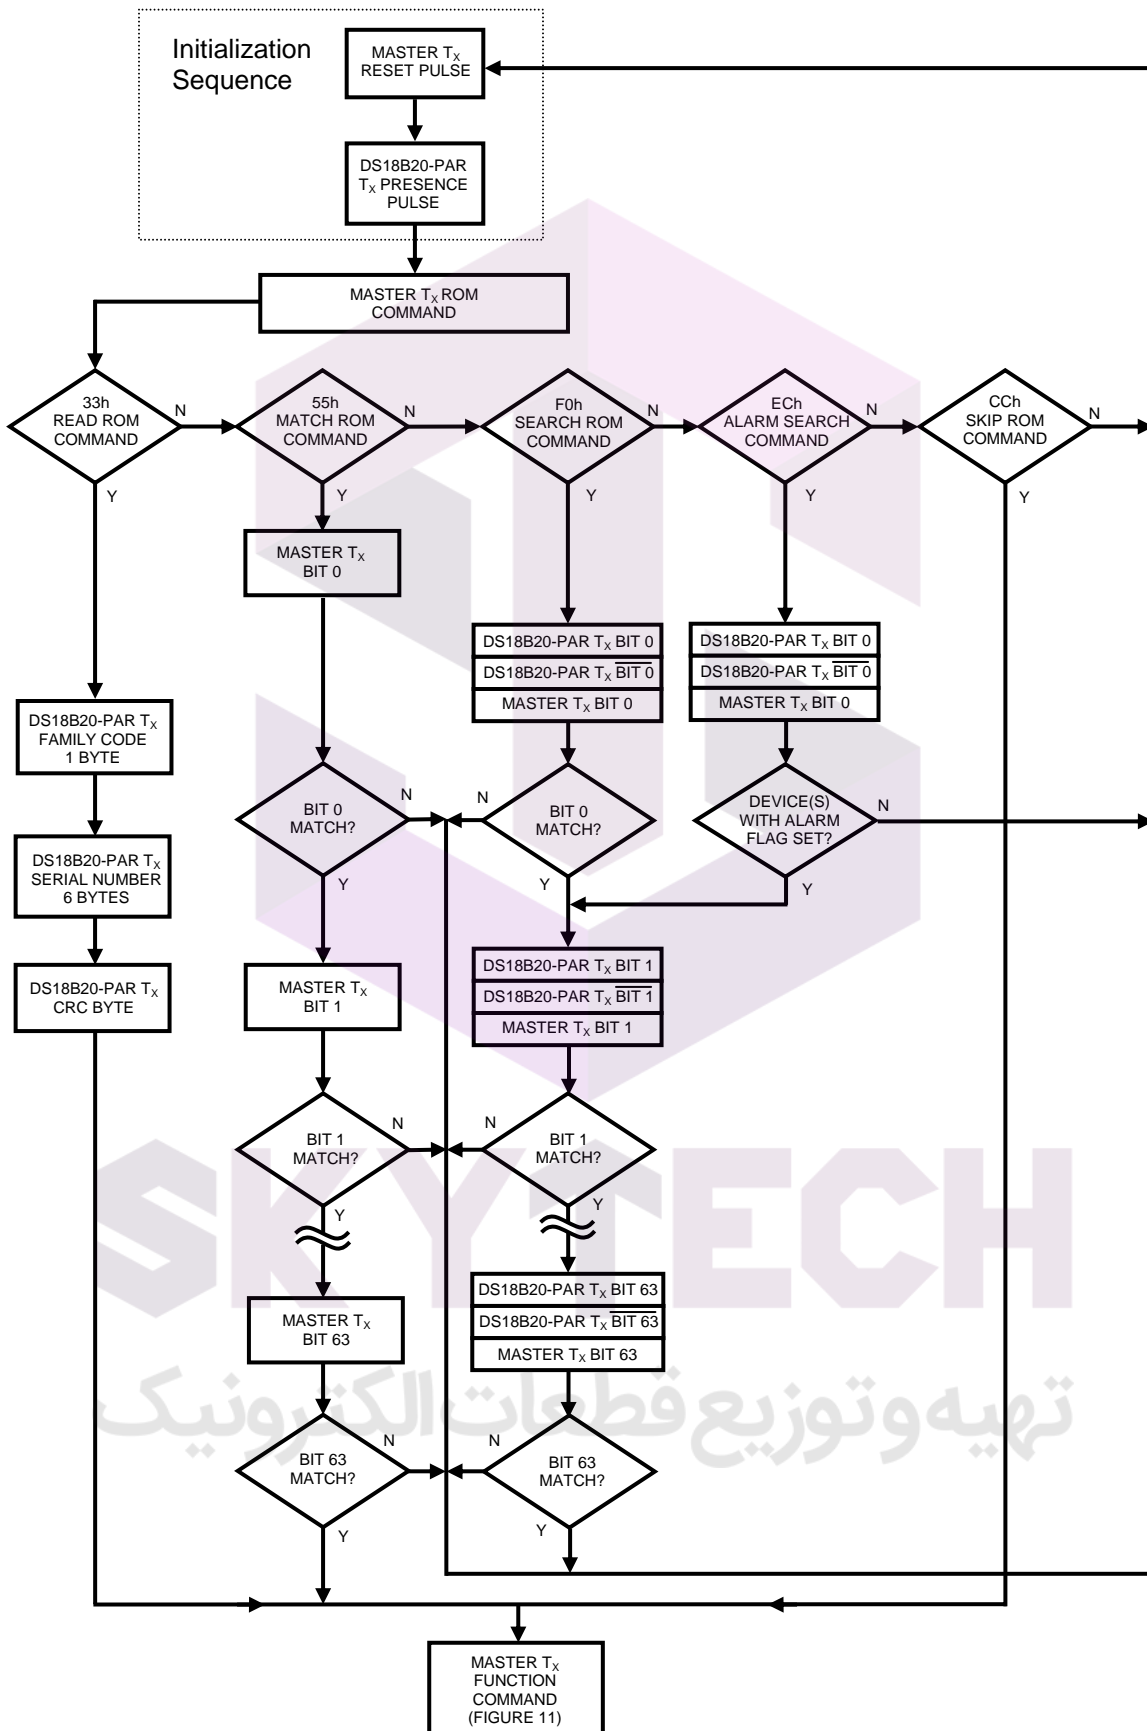 Initialization
Sequence
MASTER TX
RESET PULSE
DS18B20-PAR
TX PRESENCE
PULSE
MASTER TX ROM
COMMAND
33h
READ ROM
COMMAND
N
Y
55h
MATCH ROM
COMMAND
N
Y
F0h
SEARCH ROM
COMMAND
N
Y
ECh
ALARM SEARCH
COMMAND
N
Y
CCh
SKIP ROM
COMMAND
N
Y
MASTER TX
BIT 0
DS18B20-PAR TX BIT 0
DS18B20-PAR TX B̅I̅T̅ ̅0̅
MASTER TX BIT 0
DS18B20-PAR TX BIT 0
DS18B20-PAR TX B̅I̅T̅ ̅0̅
MASTER TX BIT 0
DS18B20-PAR TX
FAMILY CODE
1 BYTE
BIT 0
MATCH?
N
Y
BIT 0
MATCH?
N
Y
DEVICE(S)
WITH ALARM
FLAG SET?
N
Y
DS18B20-PAR TX
SERIAL NUMBER
6 BYTES
DS18B20-PAR TX
CRC BYTE
MASTER TX
BIT 1
DS18B20-PAR TX BIT 1
DS18B20-PAR TX B̅I̅T̅ ̅1̅
MASTER TX BIT 1
BIT 1
MATCH?
N
Y
BIT 1
MATCH?
N
Y
MASTER TX
BIT 63
DS18B20-PAR TX BIT 63
DS18B20-PAR TX B̅I̅T̅ ̅6̅3̅
MASTER TX BIT 63
BIT 63
MATCH?
N
Y
BIT 63
MATCH?
N
Y
MASTER TX
FUNCTION
COMMAND
(FIGURE 11)
SKYTECH
تهیه و توزیع قطعات الکترونیک